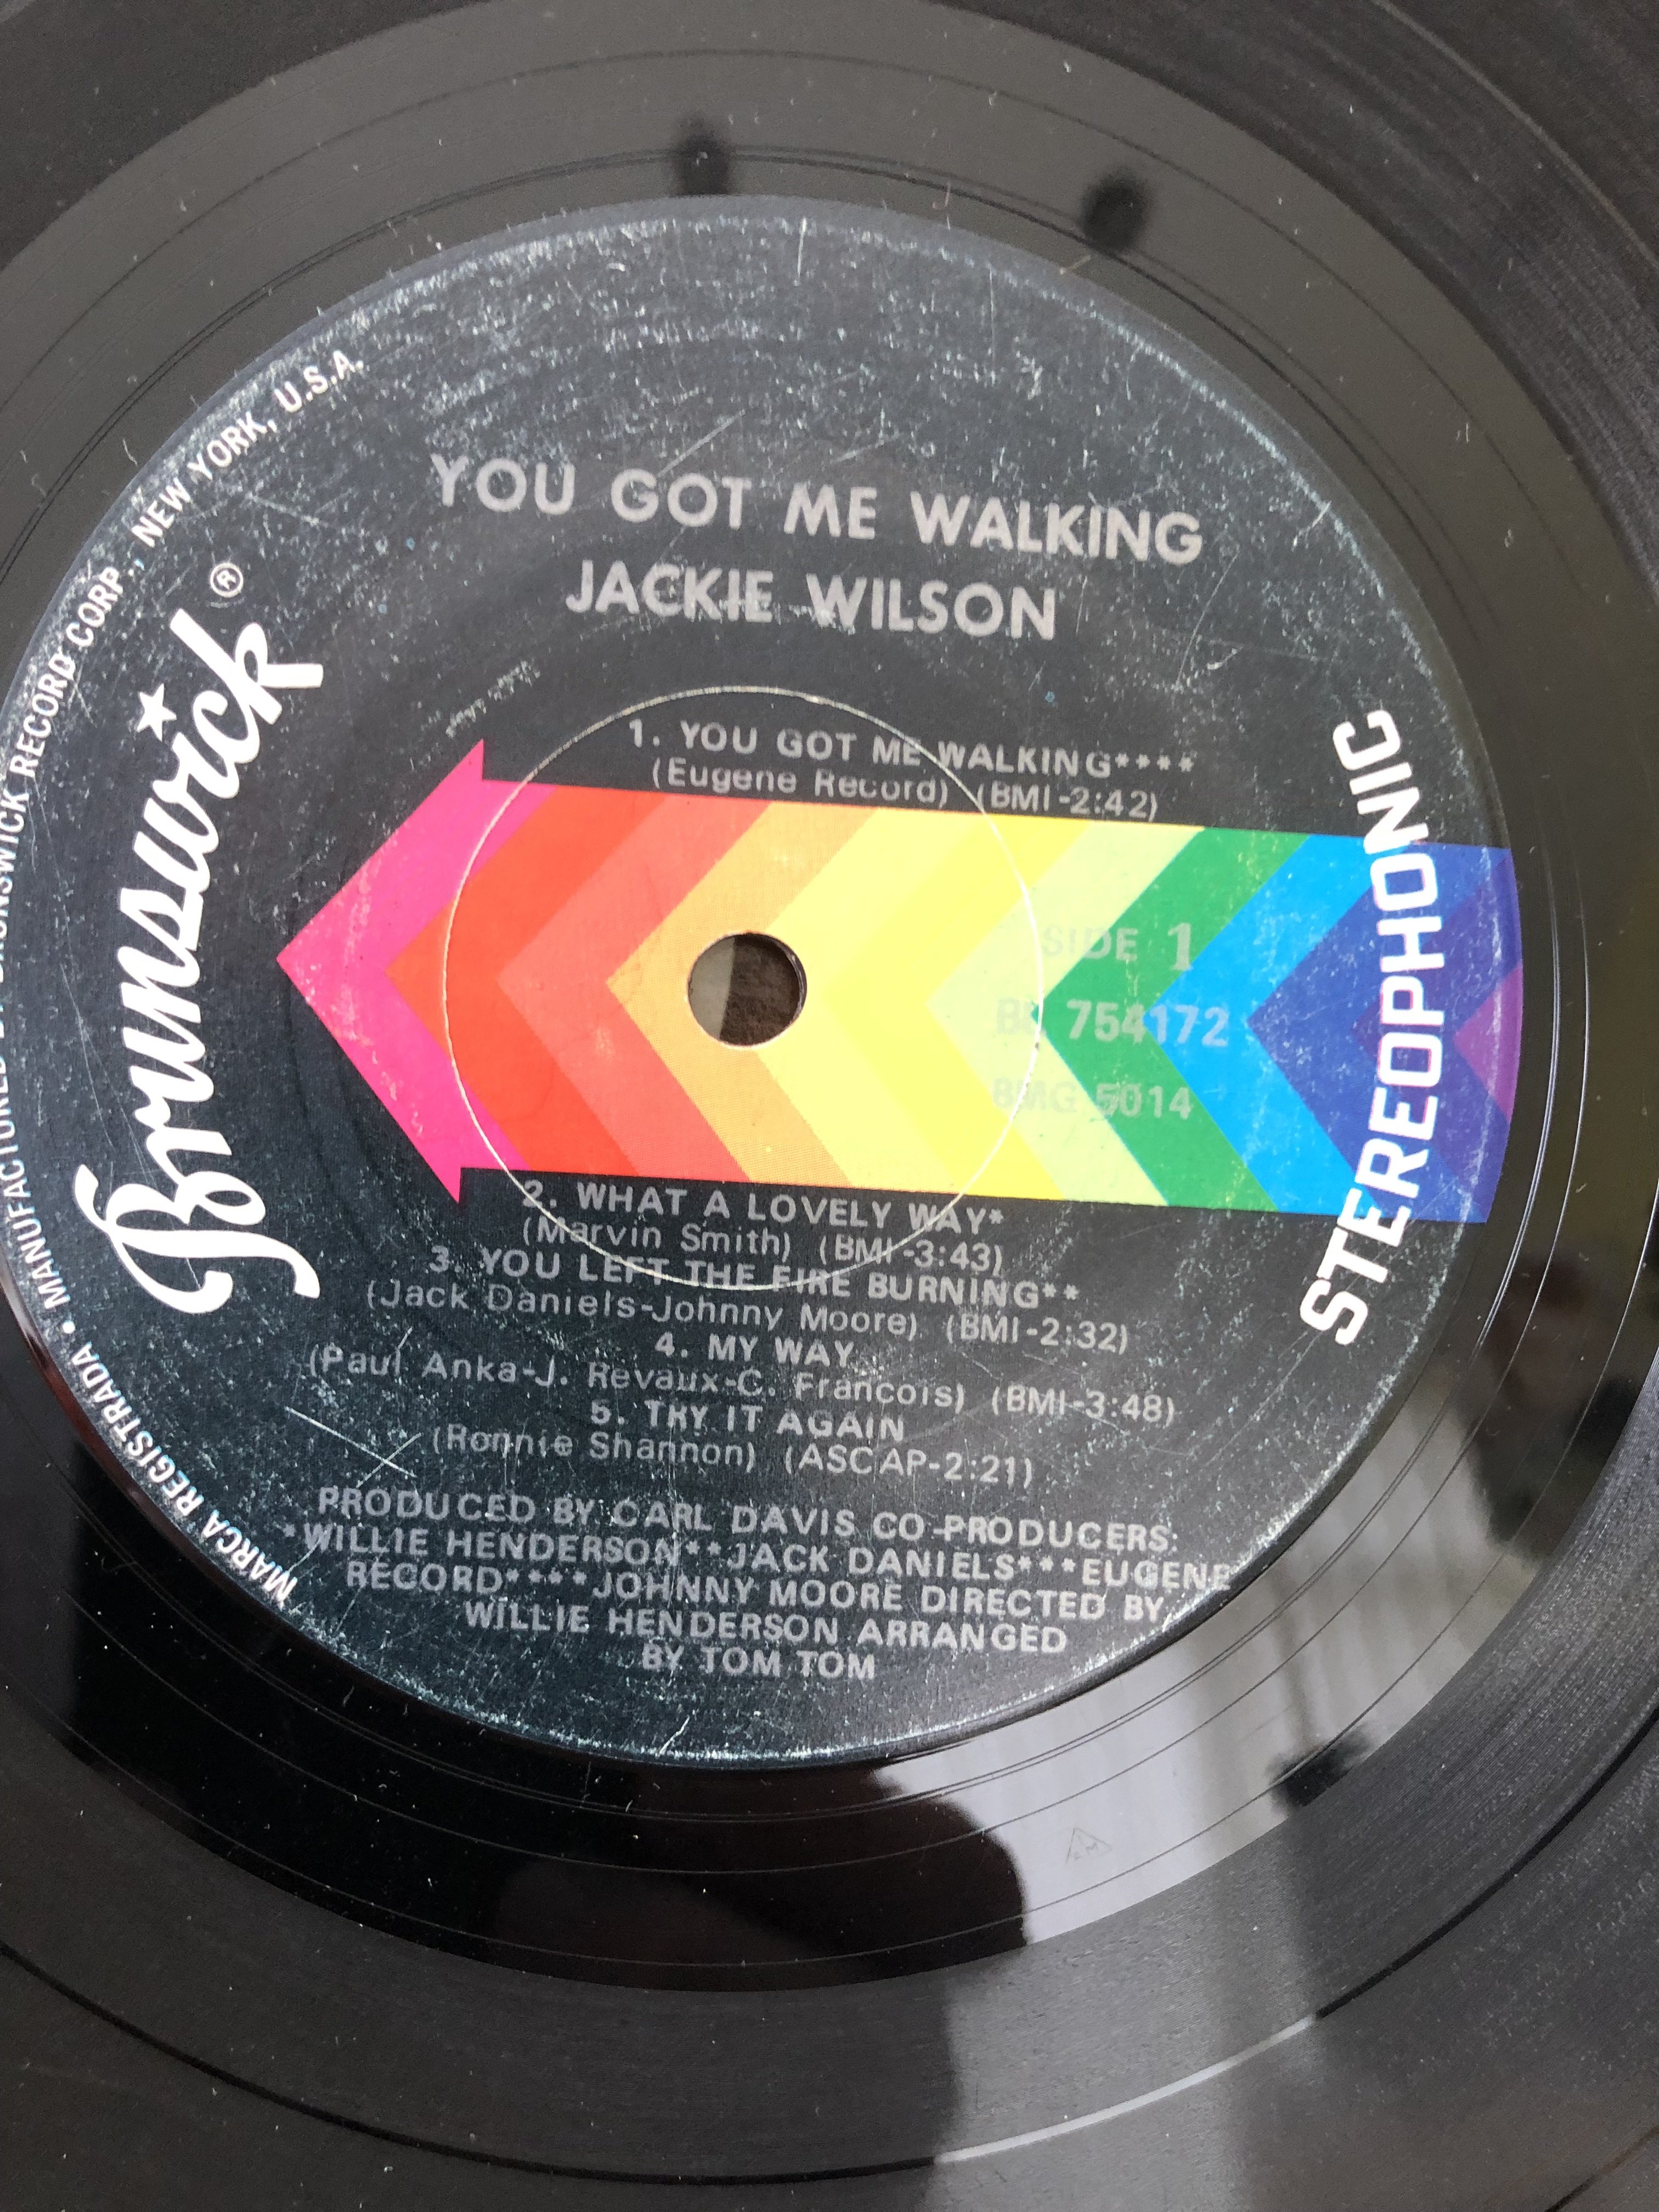 YOU GOT ME WALKING
JACKIE WILSON
1. YOU GOT ME WALKING****
(Eugene Record) (BMI-2:42)
SIDE 1
BL 754172
BMG 5014
2. WHAT A LOVELY WAY*
(Marvin Smith) (BMI-3:43)
3. YOU LEFT THE FIRE BURNING**
(Jack Daniels-Johnny Moore) (BMI-2:32)
4. MY WAY
(Paul Anka-J. Revaux-C. Francois) (BMI-3:48)
5. TRY IT AGAIN
(Ronnie Shannon) (ASCAP-2:21)
PRODUCED BY CARL DAVIS CO-PRODUCERS:
*WILLIE HENDERSON**JACK DANIELS***EUGENE
RECORD****JOHNNY MOORE DIRECTED BY
WILLIE HENDERSON ARRANGED
BY TOM TOM
Brunswick®
STEREOPHONIC
MARCA REGISTRADA • MANUFACTURED BY BRUNSWICK RECORD CORP., NEW YORK, U.S.A.